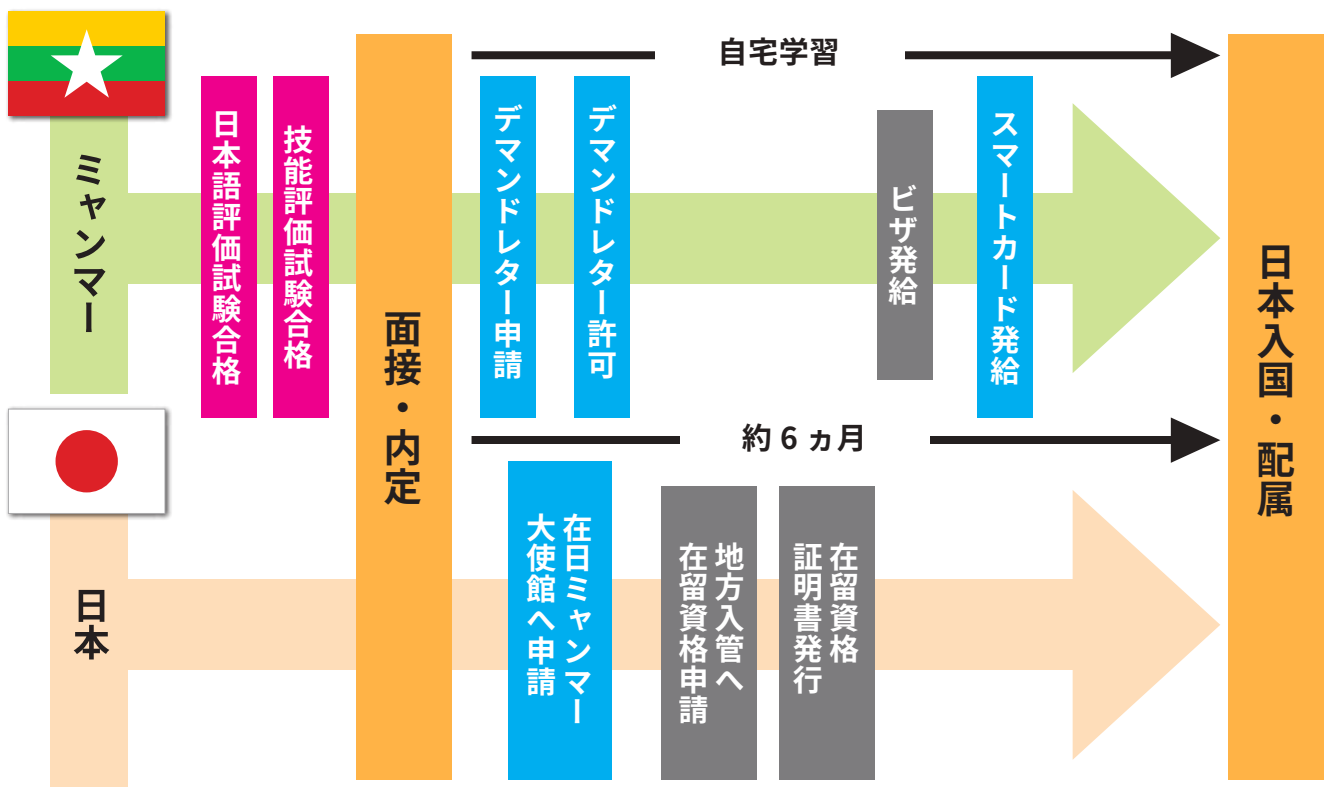 ミャンマー
日本語評価試験合格
技能評価試験合格
面接・内定
自宅学習
デマンドレター申請
デマンドレター許可
ビザ発給
スマートカード発給
日本入国・配属
約6ヵ月
日本
在日ミャンマー
大使館へ申請
地方入管へ
在留資格申請
在留資格
証明書発行